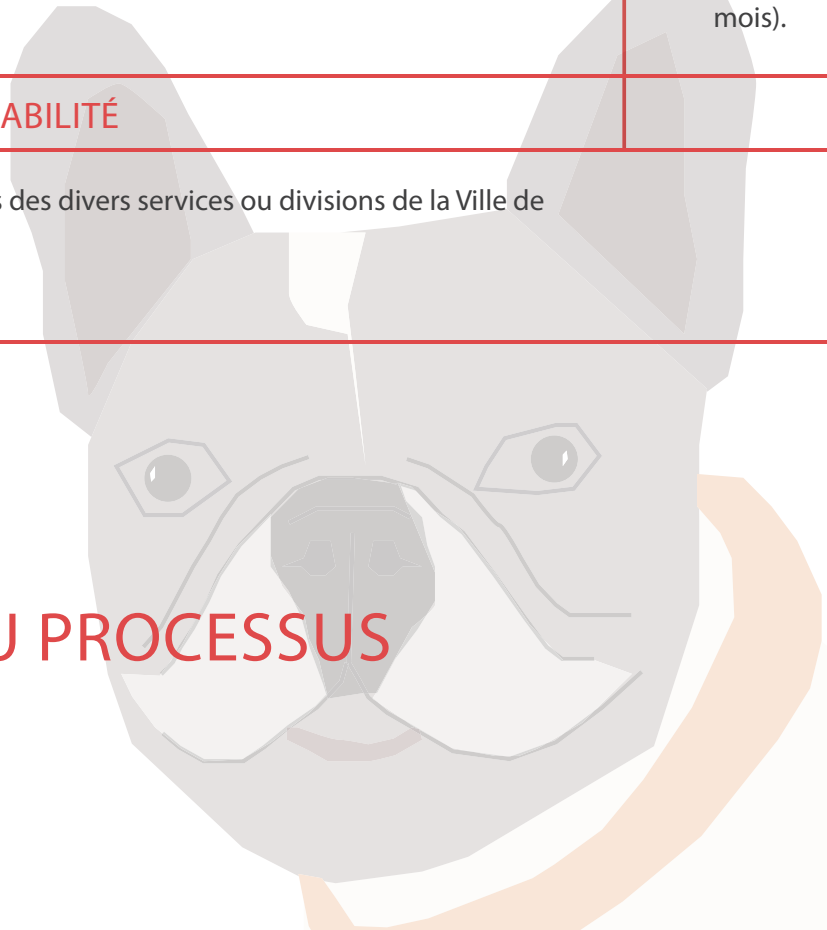 mois).
ABILITÉ
s des divers services ou divisions de la Ville de
U PROCESSUS